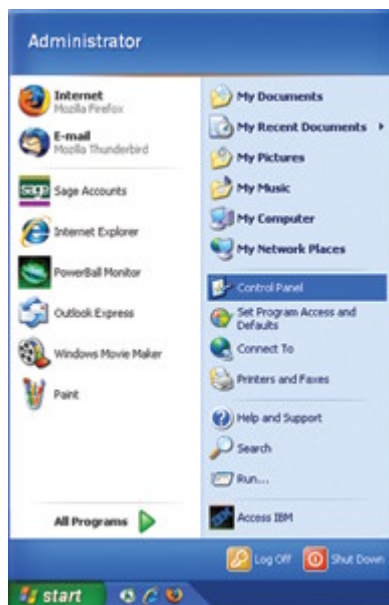 Administrator
Internet
Mozilla Firefox
E-mail
Mozilla Thunderbird
sage Sage Accounts
Internet Explorer
PowerBall Monitor
Outlook Express
Windows Movie Maker
Paint
All Programs
My Documents
My Recent Documents
My Pictures
My Music
My Computer
My Network Places
Control Panel
Set Program Access and
Defaults
Connect To
Printers and Faxes
Help and Support
Search
Run...
Access IBM
Log Off
Shut Down
start